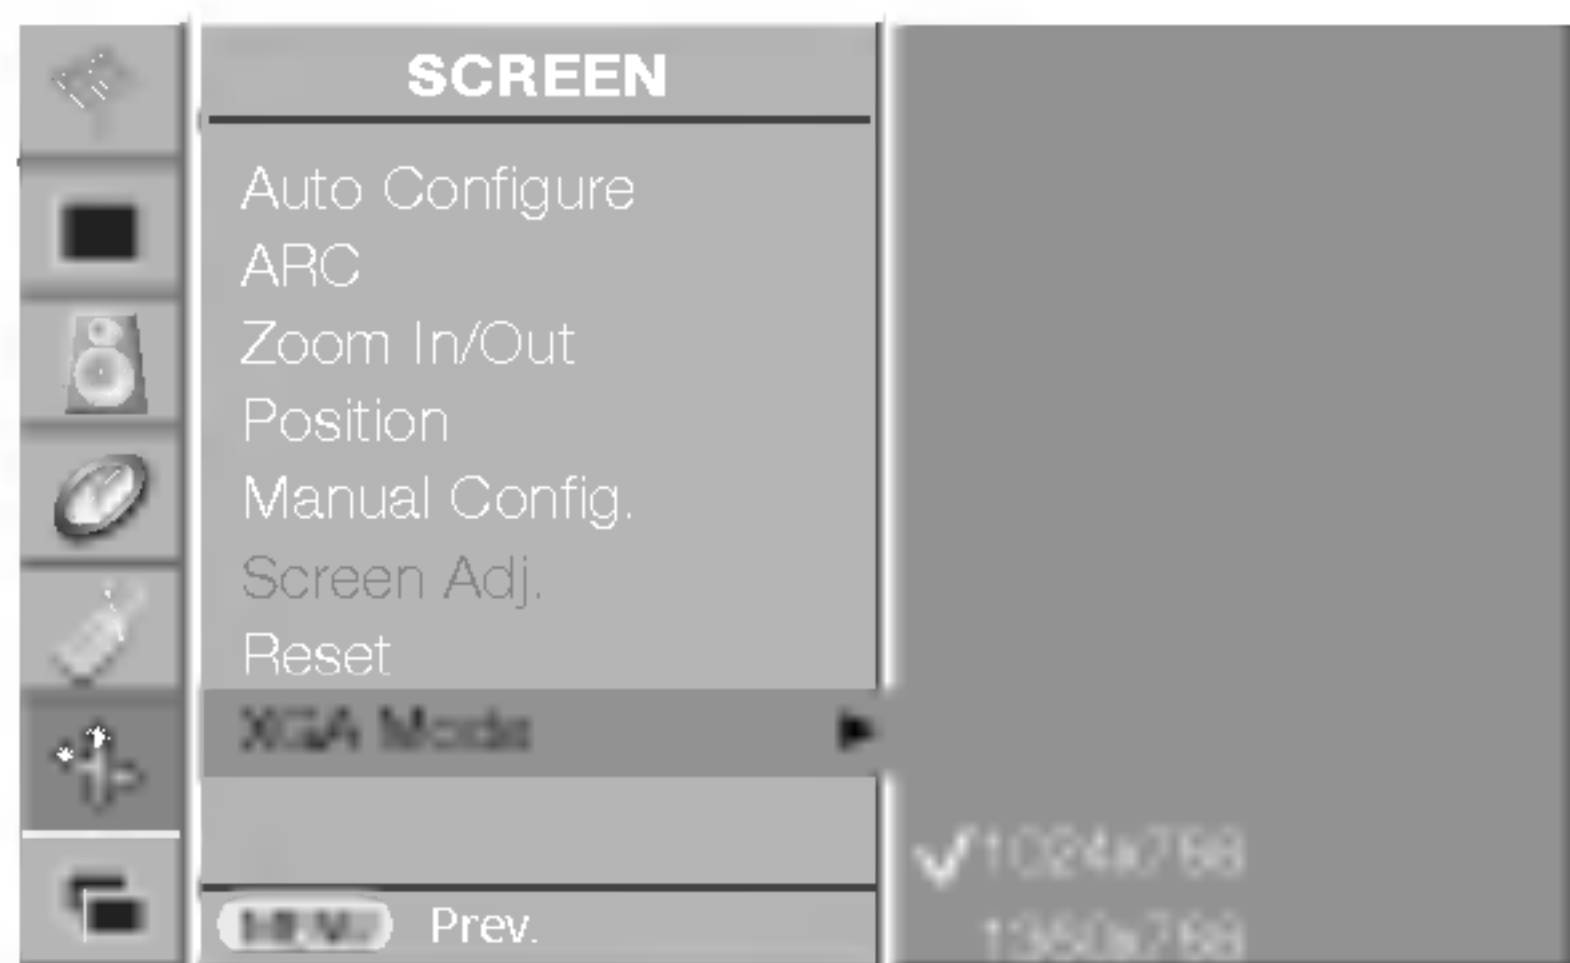 SCREEN
Auto Configure
ARC
Zoom In/Out
Position
Manual Config.
Screen Adj.
Reset
XGA Mode
1024x768
MENU Prev.
1360x768